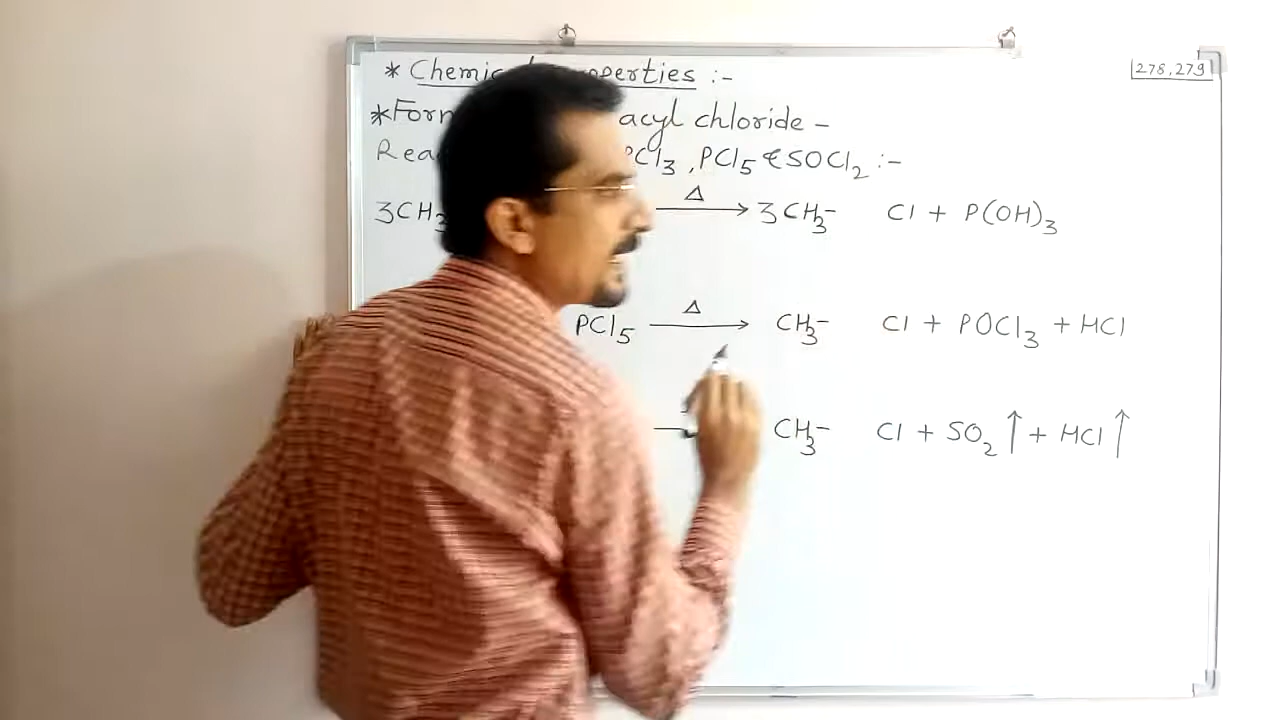 * Chemic properties :-
278,279
*Form acyl chloride -
Rea PCl3 , PCl5 & SOCl2 :-
3CH3 Δ → 3CH3- Cl + P(OH)3
PCl5 Δ → CH3- Cl + POCl3 + HCl
CH3- Cl + SO2 ↑ + HCl ↑